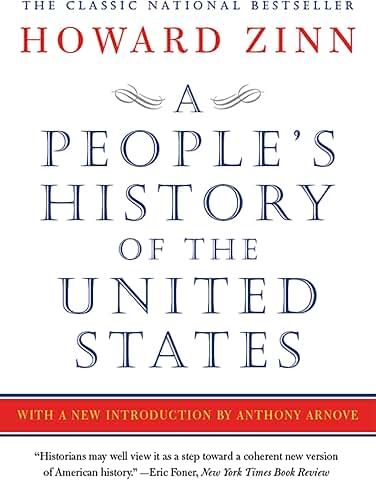 THE CLASSIC NATIONAL BESTSELLER
HOWARD ZINN
A
PEOPLE'S
HISTORY
OF THE
UNITED
STATES
WITH A NEW INTRODUCTION BY ANTHONY ARNOVE
“Historians may well view it as a step toward a coherent new version
of American history.” —Eric Foner, New York Times Book Review